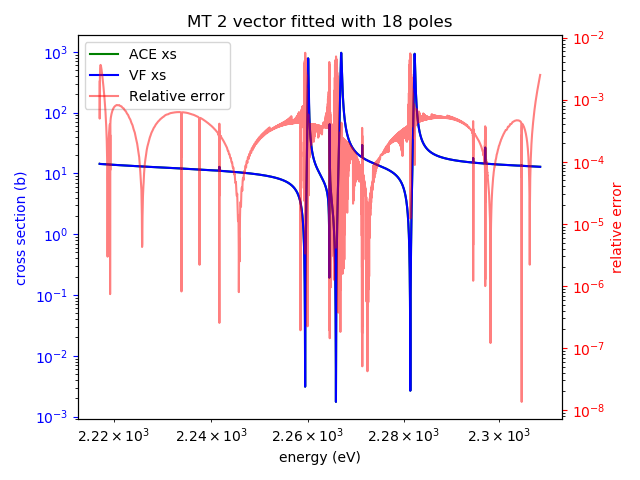 MT 2 vector fitted with 18 poles
ACE xs
VF xs
Relative error
cross section (b)
10³
10²
10¹
10⁰
10⁻¹
10⁻²
10⁻³
10⁻²
10⁻³
10⁻⁴
10⁻⁵
10⁻⁶
10⁻⁷
10⁻⁸
relative error
2.22 × 10³ 2.24 × 10³ 2.26 × 10³ 2.28 × 10³ 2.3 × 10³
energy (eV)